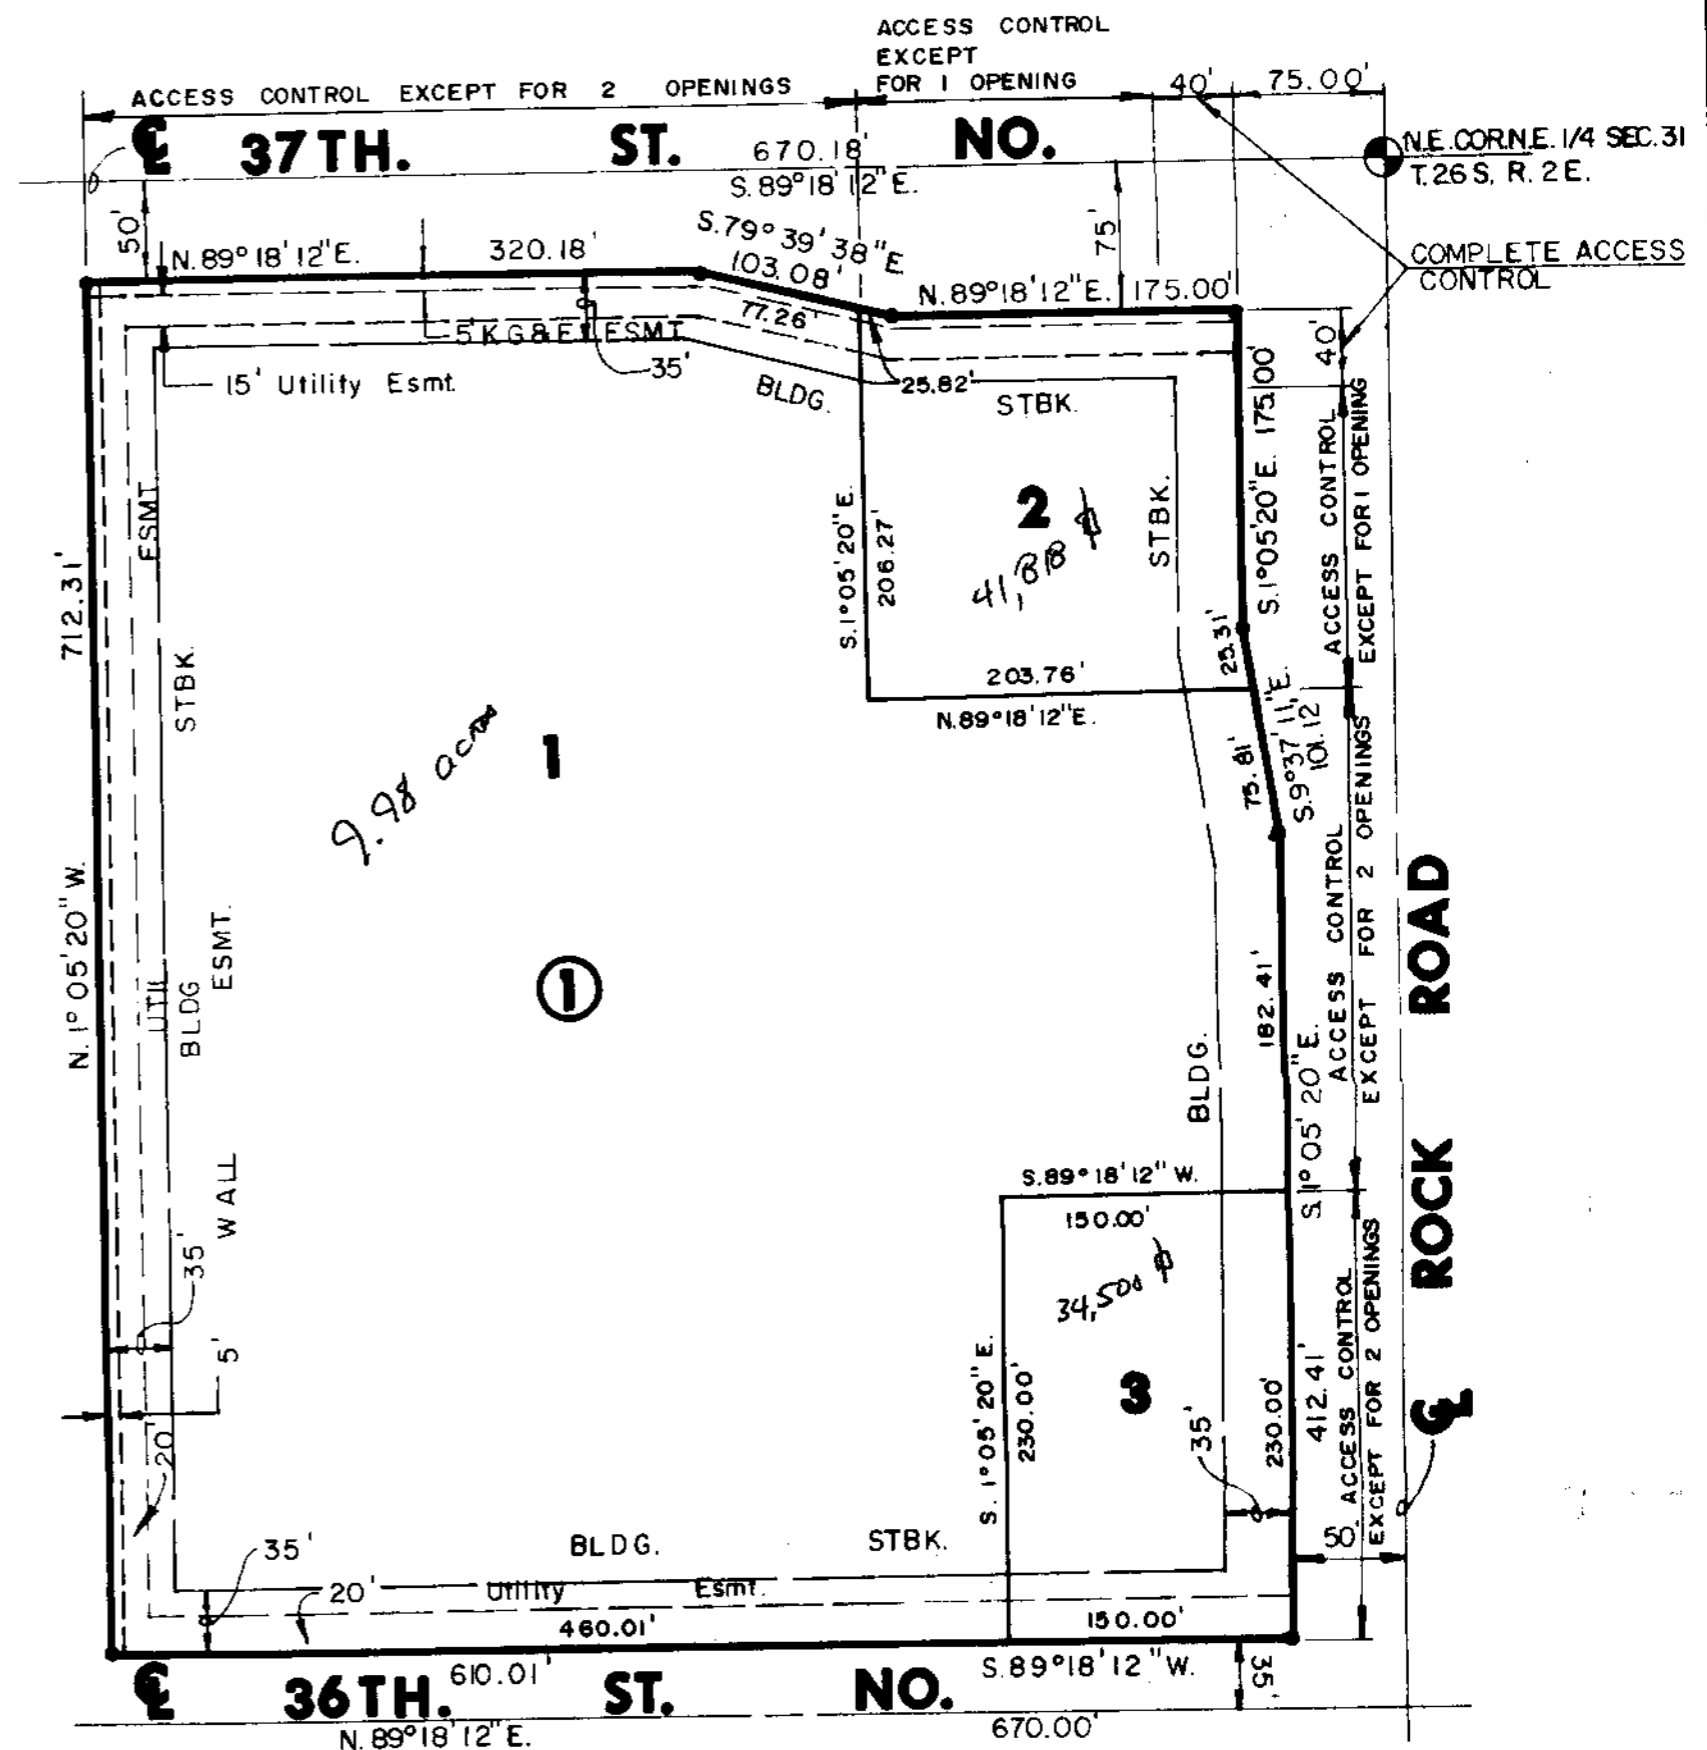 ACCESS CONTROL
EXCEPT
FOR 1 OPENING
ACCESS CONTROL EXCEPT FOR 2 OPENINGS
40'
75.00'
℄ 37TH. ST. NO.
670.18'
S.89°18'12"E.
N.E.COR.N.E. 1/4 SEC.31
T.26 S, R. 2 E.
50'
75'
N.89°18'12"E.
320.18'
S.79°39'38"E
103.08'
N.89°18'12"E.
175.00'
COMPLETE ACCESS
CONTROL
77.26'
5' KG&E ESMT
35'
15' Utility Esmt.
BLDG.
25.82'
STBK.
40'
ESMT
712.31'
N.1°05'20"W.
STBK.
S.1°05'20"E.
206.27'
2
41,818
STBK.
S.1°05'20"E. 175.00'
ACCESS CONTROL
EXCEPT FOR 1 OPENING
25.31'
203.76'
N.89°18'12"E.
S.9°37'11"E.
101.12
75.81'
9.98 acres
1
1
UTIL
BLDG
ESMT.
WALL
182.41'
BLDG.
ACCESS CONTROL
EXCEPT FOR 2 OPENINGS
ROCK ROAD
S.1°05'20"E.
S.89°18'12"W.
150.00'
34,500
3
S.1°05'20"E.
230.00'
35'
230.00'
412.41'
ACCESS CONTROL
EXCEPT FOR 2 OPENINGS
℄
50'
35'
5'
20'
35'
BLDG. STBK.
20' Utility Esmt.
460.01'
150.00'
610.01'
S.89°18'12"W.
35'
℄ 36TH. ST. NO.
N.89°18'12"E.
670.00'